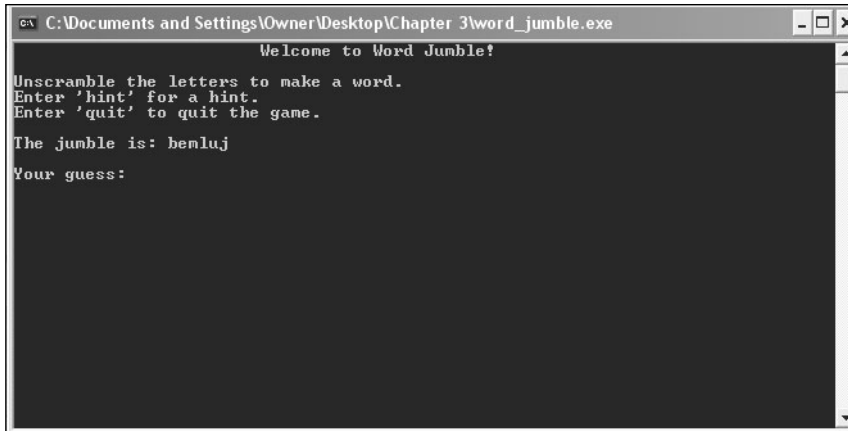 C:\Documents and Settings\Owner\Desktop\Chapter 3\word_jumble.exe
Welcome to Word Jumble!
Unscramble the letters to make a word.
Enter 'hint' for a hint.
Enter 'quit' to quit the game.
The jumble is: bemluj
Your guess: